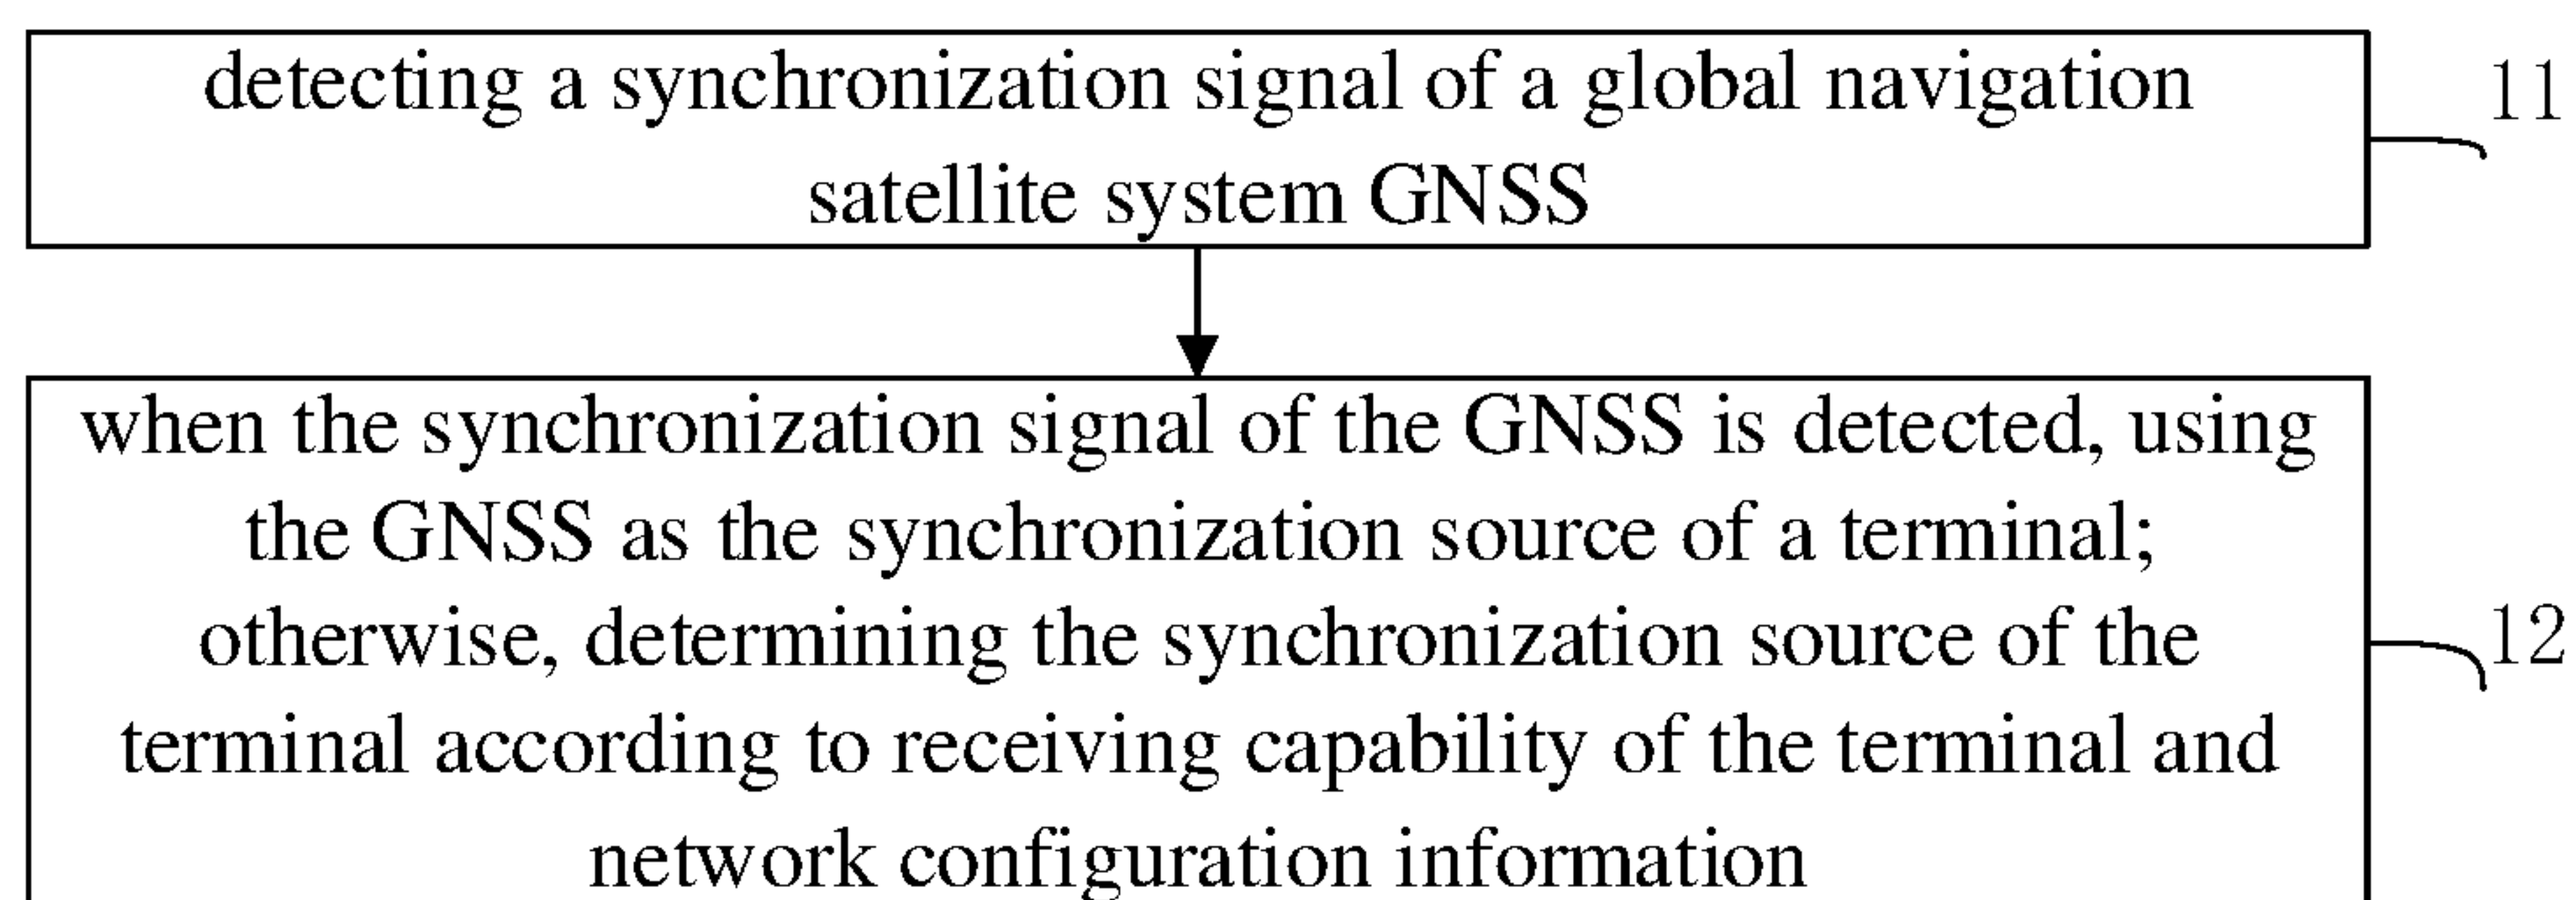 detecting a synchronization signal of a global navigation
satellite system GNSS
11
when the synchronization signal of the GNSS is detected, using
the GNSS as the synchronization source of a terminal;
otherwise, determining the synchronization source of the
terminal according to receiving capability of the terminal and
network configuration information
12